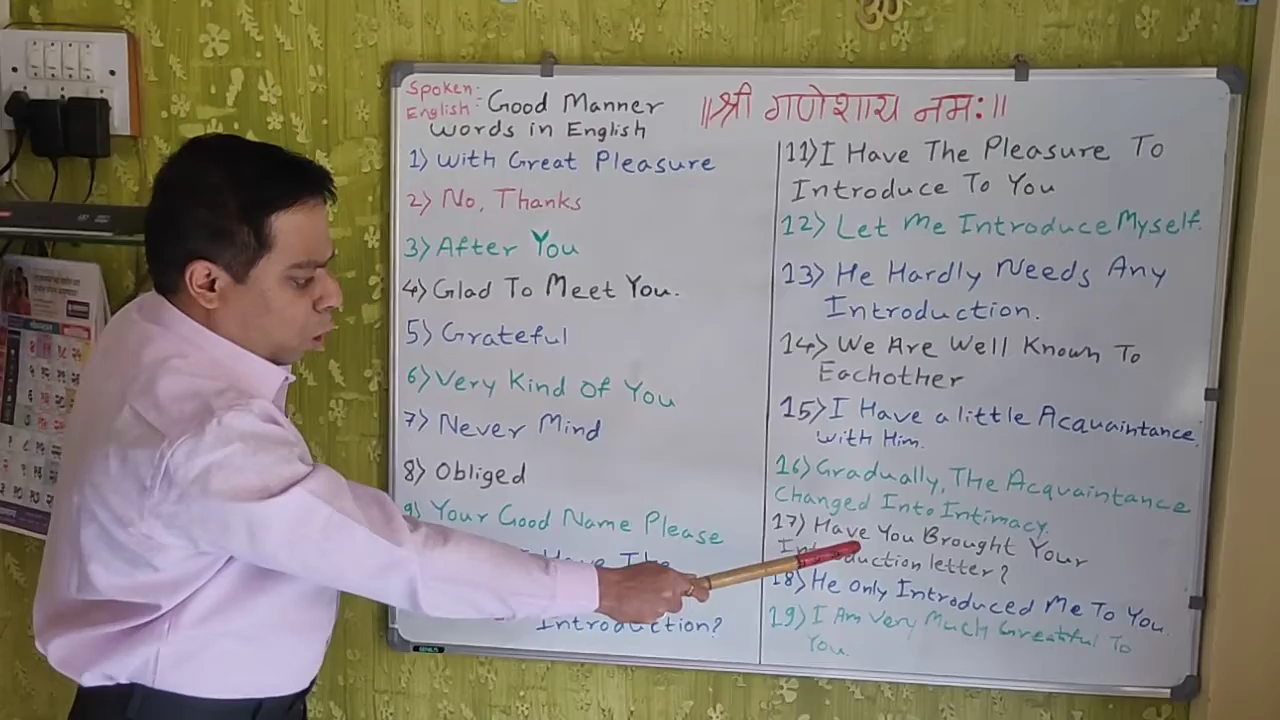 Spoken:
English:
Good Manner
words in English
॥श्री गणेशाय नमः॥
1) With Great Pleasure
2) No, Thanks
3) After You
4) Glad To Meet You.
5) Grateful
6) Very Kind Of You
7) Never Mind
8) Obliged
9) Your Good Name Please
Have The
Introduction?
11) I Have The Pleasure To
Introduce To You
12) Let Me Introduce Myself.
13) He Hardly Needs Any
Introduction.
14) We Are Well Known To
Eachother
15) I Have a little Acquaintance
With Him.
16) Gradually, The Acquaintance
Changed Into Intimacy.
17) Have You Brought Your
Introduction letter?
18) He only Introduced Me To You.
19) I Am Very Much Greatful To
You.
GENIUS